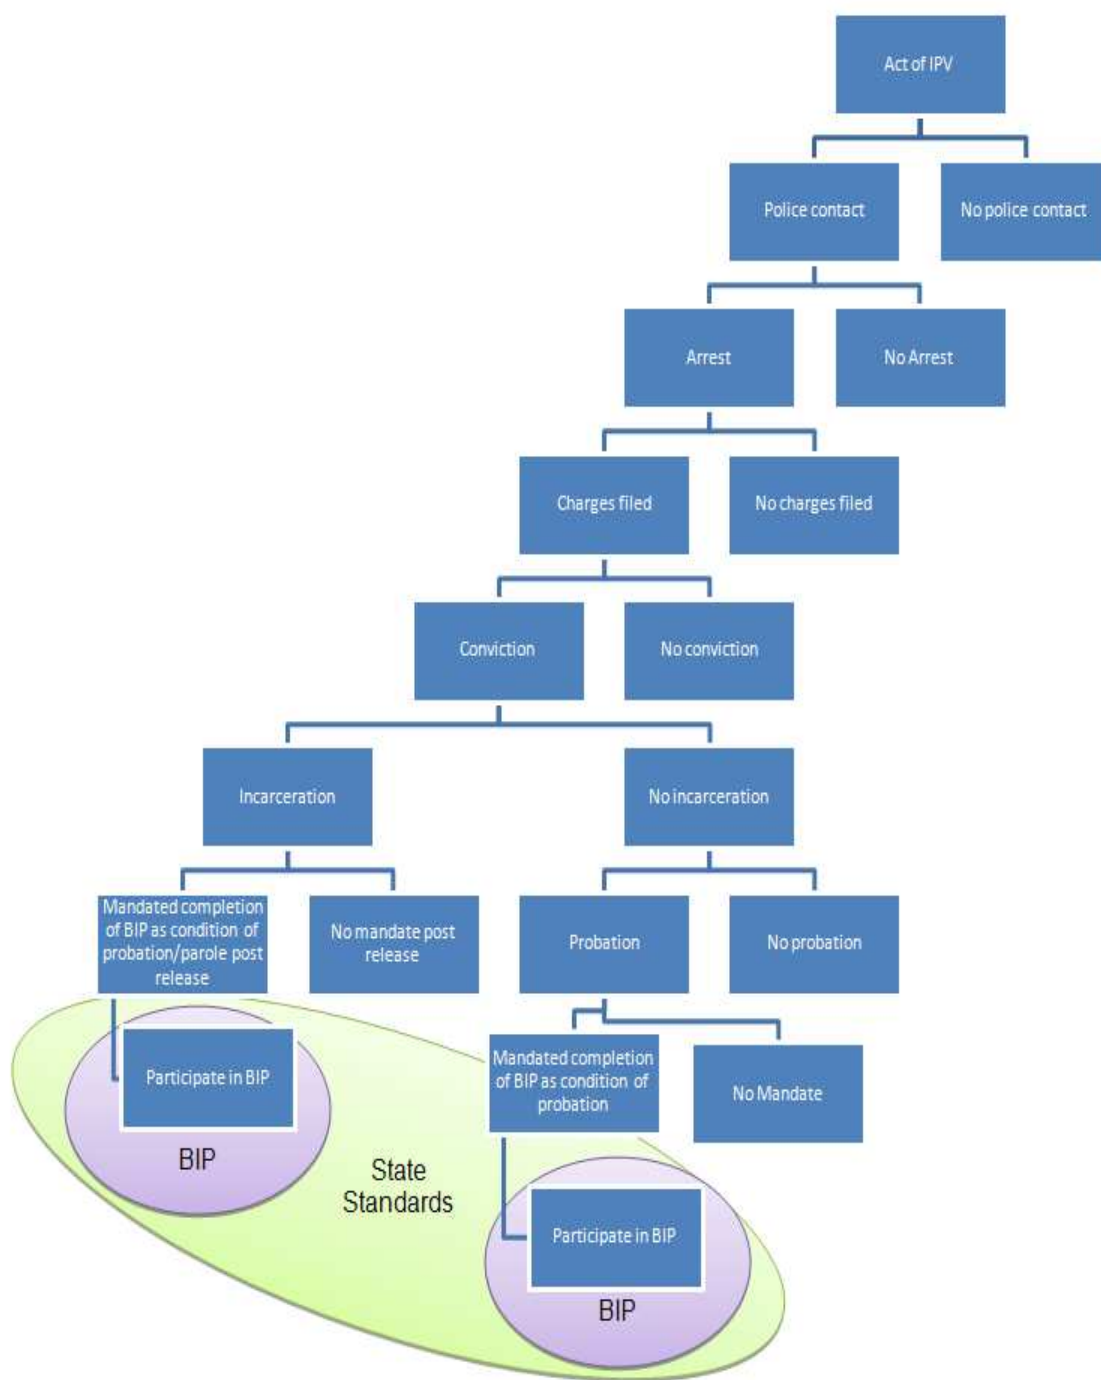 Act of IPV
Police contact
No police contact
Arrest
No Arrest
Charges filed
No charges filed
Conviction
No conviction
Incarceration
No incarceration
Mandated completion
of BIP as condition of
probation/parole post
release
No mandate post
release
Probation
No probation
Participate in BIP
BIP
Mandated completion
of BIP as condition of
probation
No Mandate
State
Standards
Participate in BIP
BIP